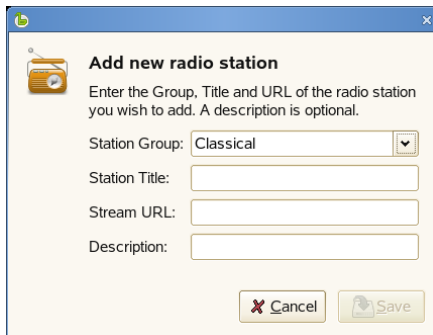 Add new radio station
Enter the Group, Title and URL of the radio station
you wish to add. A description is optional.
Station Group: Classical
Station Title:
Stream URL:
Description:
Cancel Save